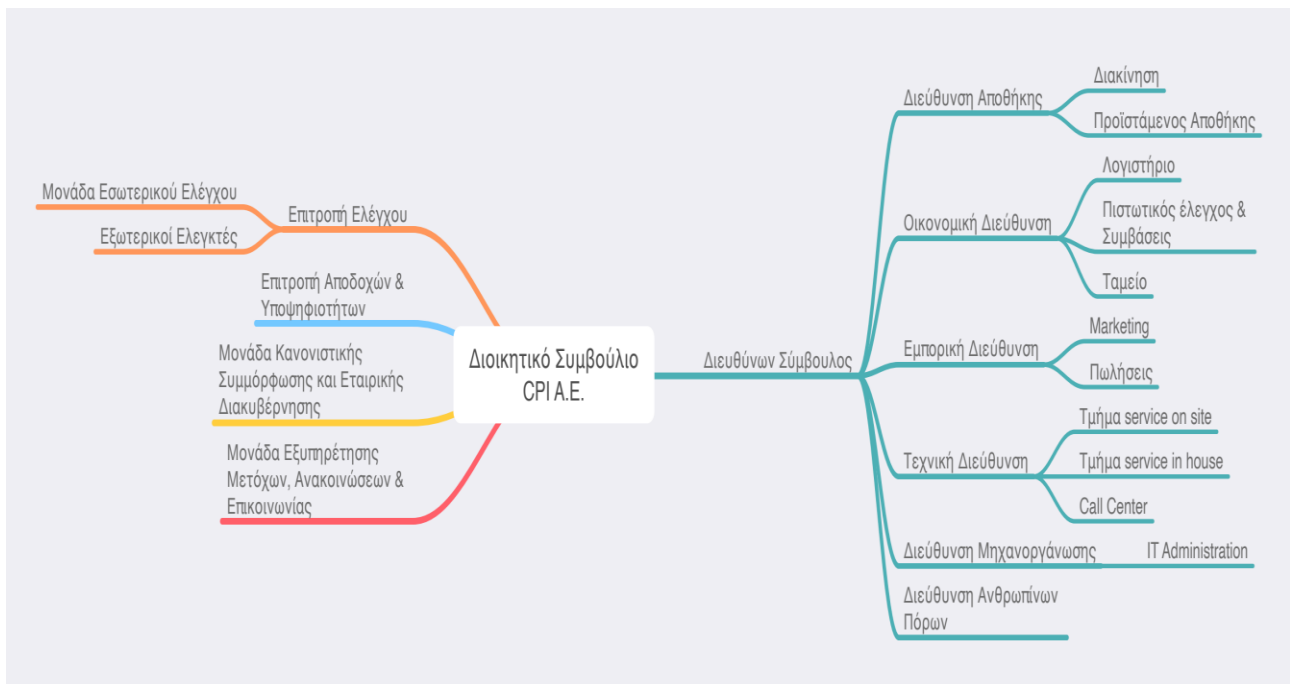 Διοικητικό Συμβούλιο
CPI Α.Ε.
Επιτροπή Ελέγχου
Μονάδα Εσωτερικού Ελέγχου
Εξωτερικοί Ελεγκτές
Επιτροπή Αποδοχών &
Υποψηφιοτήτων
Μονάδα Κανονιστικής
Συμμόρφωσης και Εταιρικής
Διακυβέρνησης
Μονάδα Εξυπηρέτησης
Μετόχων, Ανακοινώσεων &
Επικοινωνίας
Διευθύνων Σύμβουλος
Διεύθυνση Αποθήκης
Διακίνηση
Προϊστάμενος Αποθήκης
Οικονομική Διεύθυνση
Λογιστήριο
Πιστωτικός έλεγχος &
Συμβάσεις
Ταμείο
Εμπορική Διεύθυνση
Marketing
Πωλήσεις
Τεχνική Διεύθυνση
Τμήμα service on site
Τμήμα service in house
Call Center
Διεύθυνση Μηχανοργάνωσης
IT Administration
Διεύθυνση Ανθρωπίνων
Πόρων